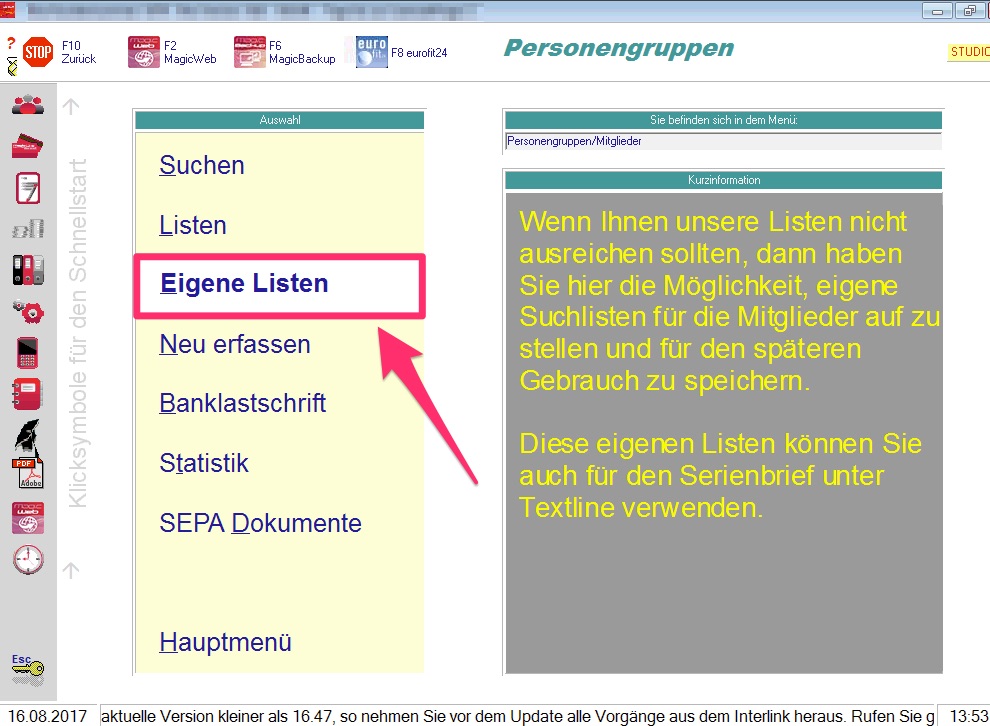 ?
STOP
F10
Zurück
F2
MagicWeb
F6
MagicBackup
euro
F8 eurofit24
Personengruppen
STUDIO
Klicksymbole für den Schnellstart
Auswahl
Suchen
Listen
Eigene Listen
Neu erfassen
Banklastschrift
Statistik
SEPA Dokumente
Hauptmenü
Sie befinden sich in dem Menü:
Personengruppen/Mitglieder
Kurzinformation
Wenn Ihnen unsere Listen nicht
ausreichen sollten, dann haben
Sie hier die Möglichkeit, eigene
Suchlisten für die Mitglieder auf zu
stellen und für den späteren
Gebrauch zu speichern.
Diese eigenen Listen können Sie
auch für den Serienbrief unter
Textline verwenden.
7
PDF
Adobe
Esc
16.08.2017
aktuelle Version kleiner als 16.47, so nehmen Sie vor dem Update alle Vorgänge aus dem Interlink heraus. Rufen Sie g
13:53